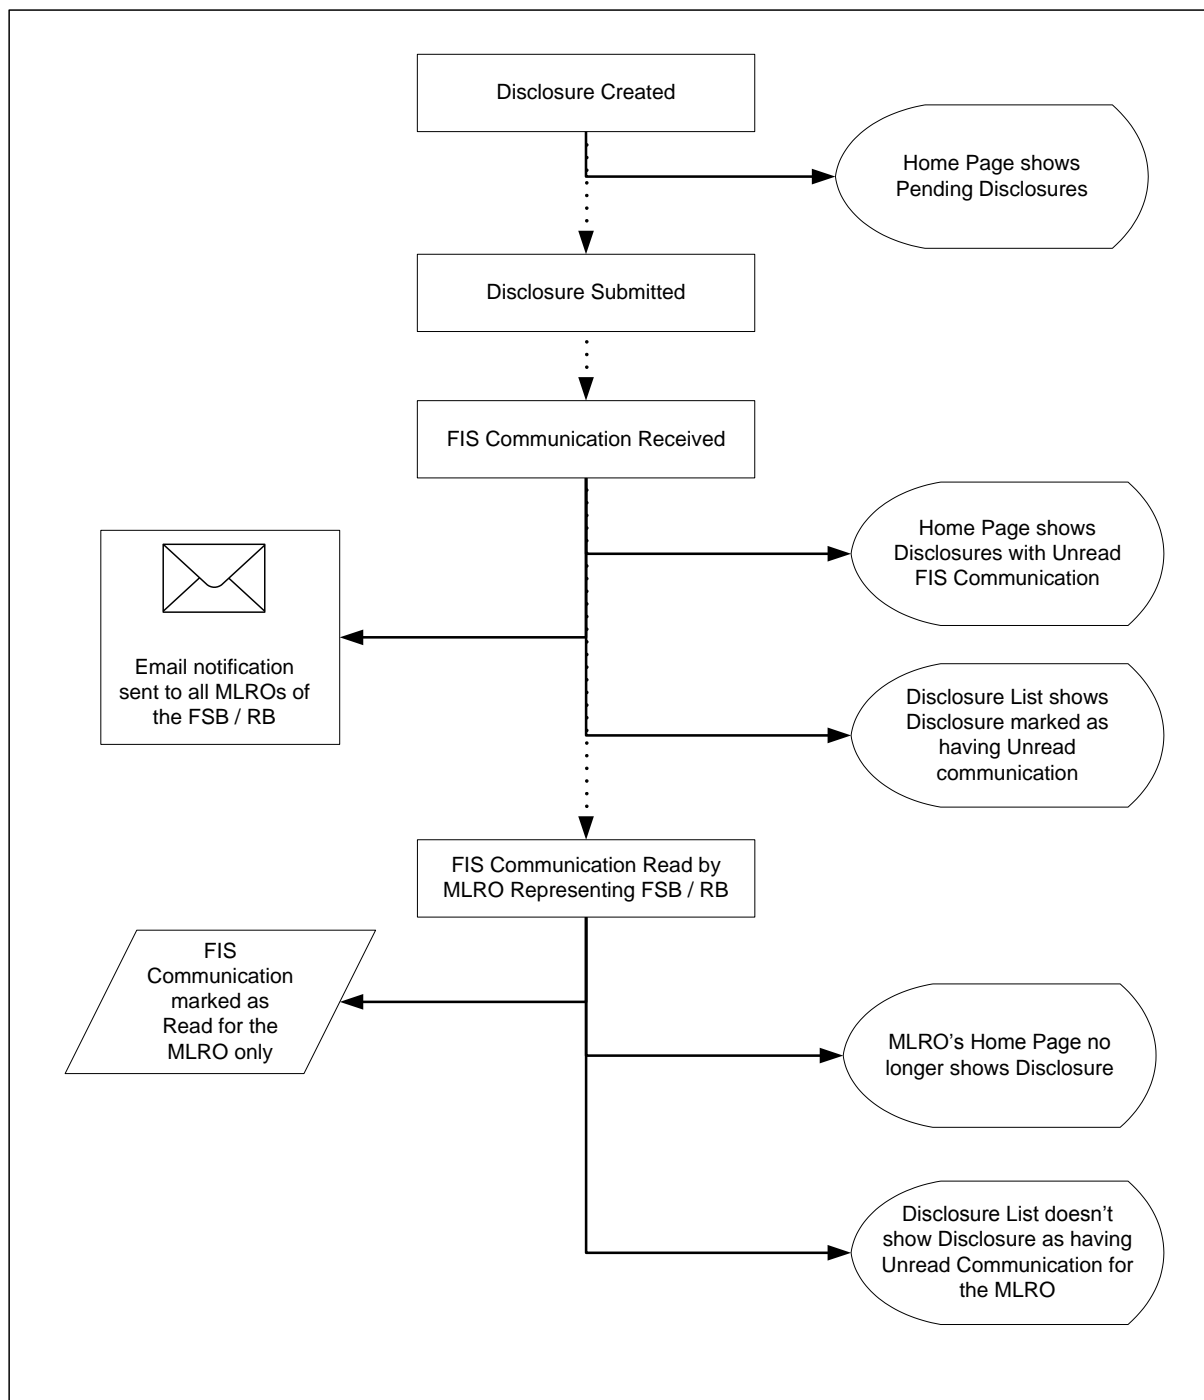 Disclosure Created
Home Page shows
Pending Disclosures
Disclosure Submitted
FIS Communication Received
Home Page shows
Disclosures with Unread
FIS Communication
Email notification
sent to all MLROs of
the FSB / RB
Disclosure List shows
Disclosure marked as
having Unread
communication
FIS Communication Read by
MLRO Representing FSB / RB
FIS
Communication
marked as
Read for the
MLRO only
MLRO’s Home Page no
longer shows Disclosure
Disclosure List doesn’t
show Disclosure as having
Unread Communication for
the MLRO